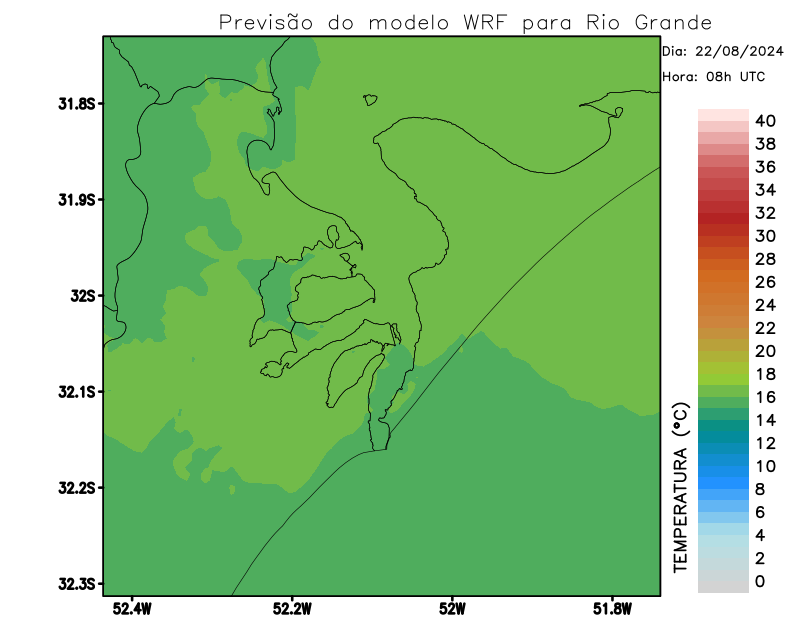 Previsão do modelo WRF para Rio Grande
Dia: 22/08/2024
Hora: 08h UTC
31.8S
31.9S
32S
32.1S
32.2S
32.3S
52.4W
52.2W
52W
51.8W
TEMPERATURA (°C)
40
38
36
34
32
30
28
26
24
22
20
18
16
14
12
10
8
6
4
2
0